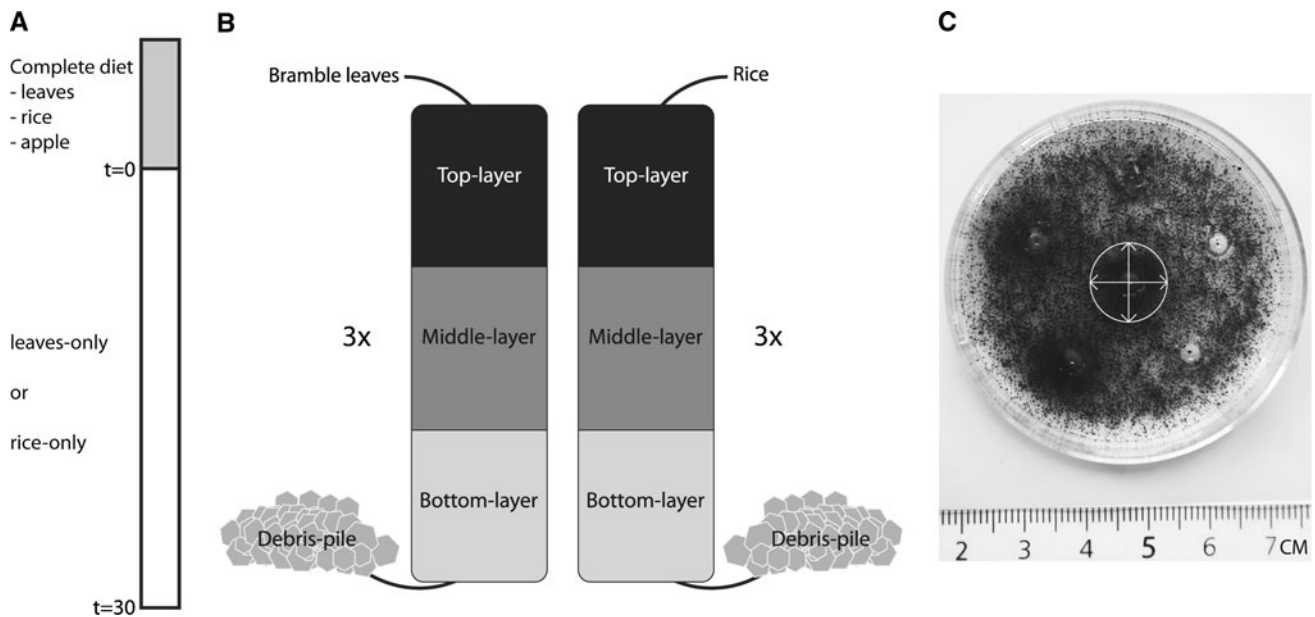 A
Complete diet
- leaves
- rice
- apple
t=0
leaves-only
or
rice-only
t=30
B
Bramble leaves
Rice
Top-layer
Top-layer
3x
Middle-layer
Middle-layer
3x
Bottom-layer
Bottom-layer
Debris-pile
Debris-pile
C
2 3 4 5 6 7 CM